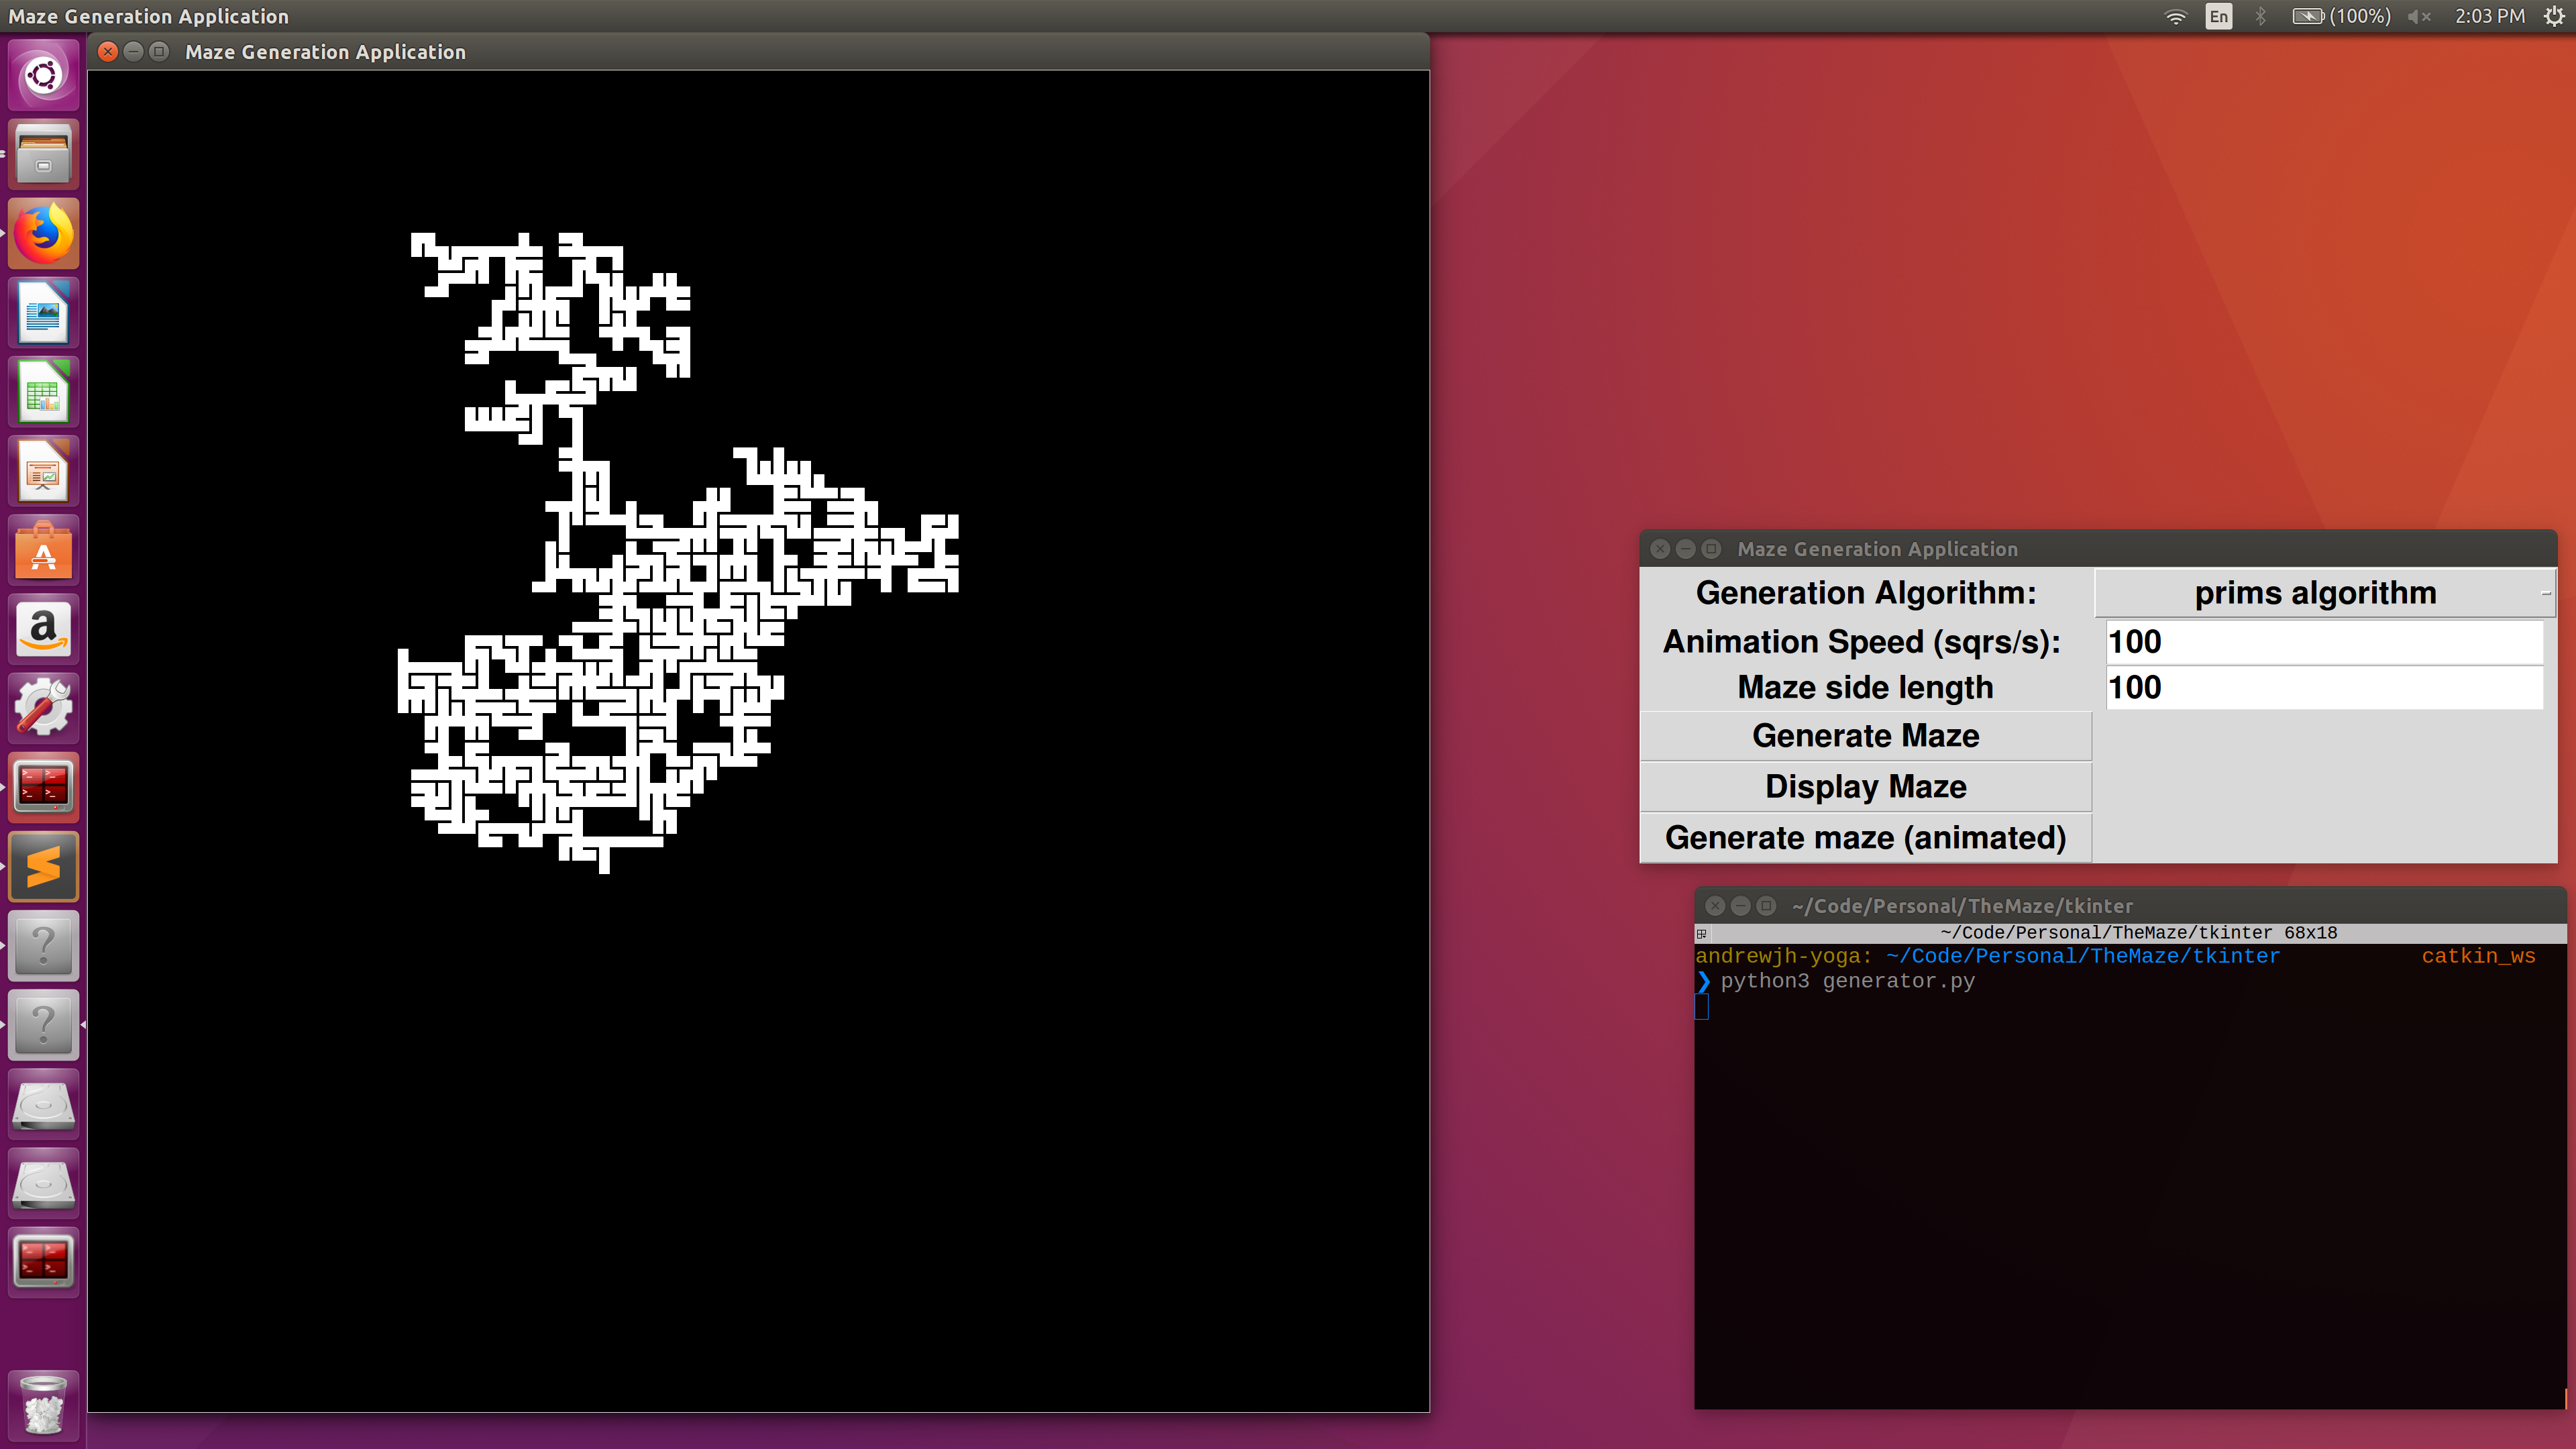 Maze Generation Application
En
(100%)
2:03 PM
Maze Generation Application
Maze Generation Application
Generation Algorithm:
prims algorithm
Animation Speed (sqrs/s):
100
Maze side length
100
Generate Maze
Display Maze
Generate maze (animated)
~/Code/Personal/TheMaze/tkinter
~/Code/Personal/TheMaze/tkinter 68x18
andrewjh-yoga: ~/Code/Personal/TheMaze/tkinter catkin_ws
❯ python3 generator.py